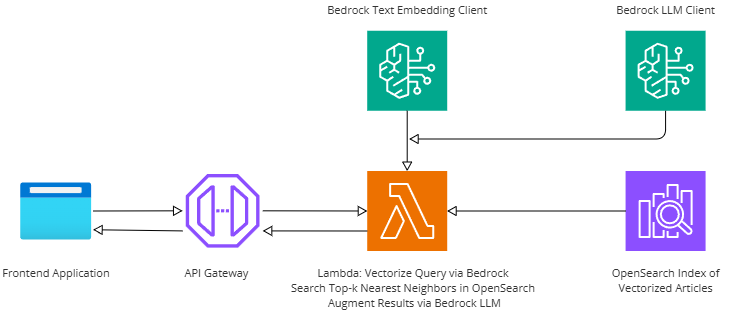 Bedrock Text Embedding Client
Bedrock LLM Client
Frontend Application
API Gateway
Lambda: Vectorize Query via Bedrock
Search Top-k Nearest Neighbors in OpenSearch
Augment Results via Bedrock LLM
OpenSearch Index of
Vectorized Articles